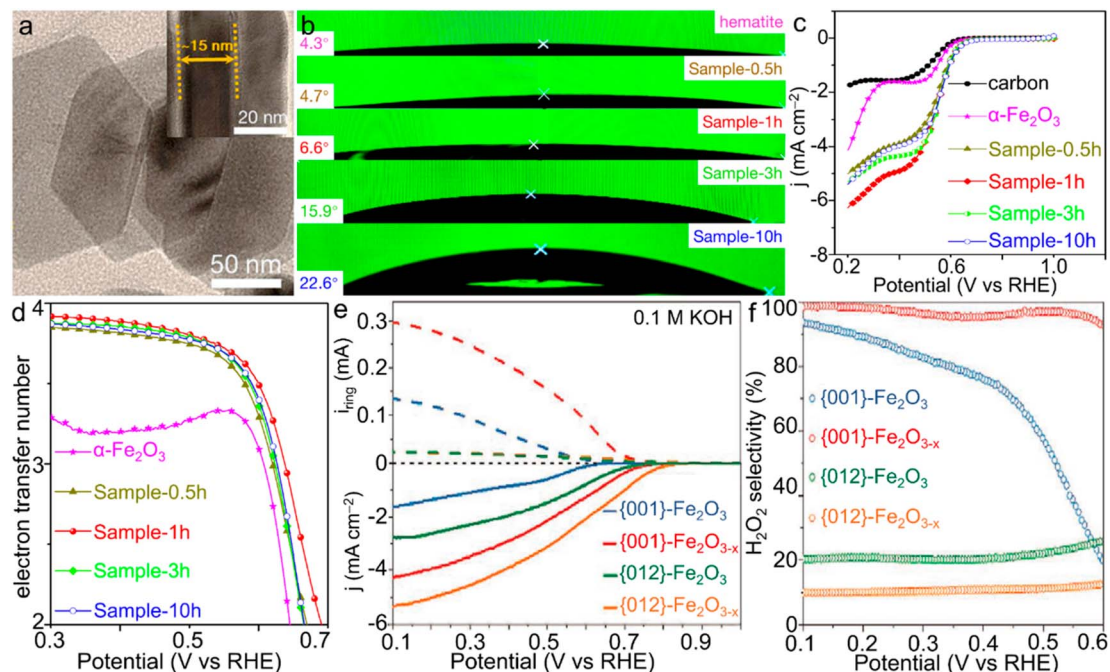 a
~15 nm
20 nm
50 nm
b
hematite
4.3°
Sample-0.5h
4.7°
Sample-1h
6.6°
Sample-3h
15.9°
Sample-10h
22.6°
c
j (mA cm⁻²)
0
-2
-4
-6
-8
carbon
α-Fe₂O₃
Sample-0.5h
Sample-1h
Sample-3h
Sample-10h
0.2 0.6 1.0
Potential (V vs RHE)
d
electron transfer number
4
3
2
α-Fe₂O₃
Sample-0.5h
Sample-1h
Sample-3h
Sample-10h
0.3 0.5 0.6 0.7
Potential (V vs RHE)
e
0.1 M KOH
i_ring (mA)
0.3
0.2
0.1
0
j (mA cm⁻²)
-2
-4
-6
{001}-Fe₂O₃
{001}-Fe₂O₃₋ₓ
{012}-Fe₂O₃
{012}-Fe₂O₃₋ₓ
0.1 0.3 0.5 0.7 0.9
Potential (V vs RHE)
f
H₂O₂ selectivity (%)
100
80
60
40
20
0
{001}-Fe₂O₃
{001}-Fe₂O₃₋ₓ
{012}-Fe₂O₃
{012}-Fe₂O₃₋ₓ
0.1 0.2 0.3 0.4 0.5 0.6
Potential (V vs RHE)